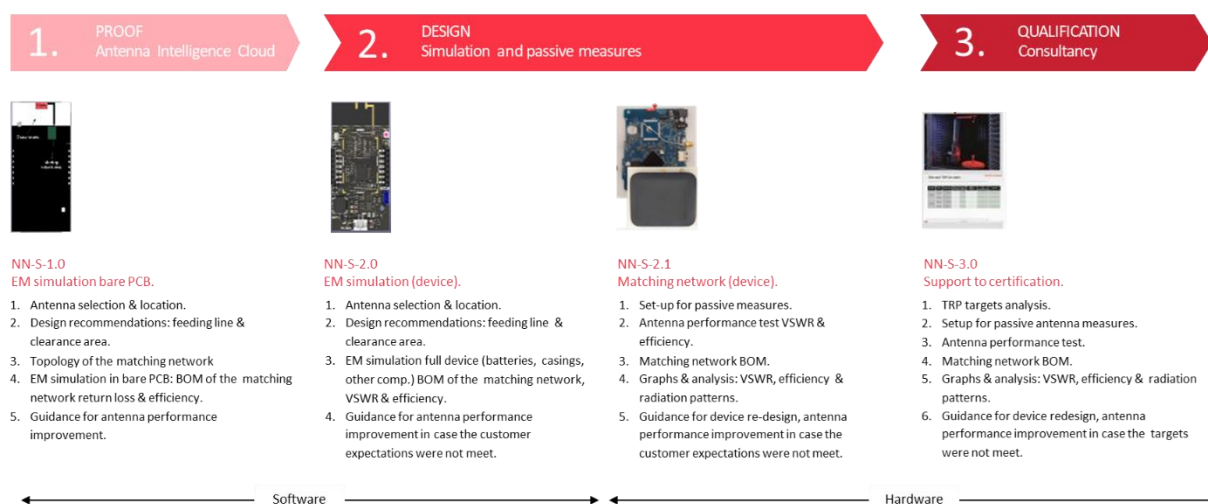 1.
PROOF
Antenna Intelligence Cloud
2.
DESIGN
Simulation and passive measures
3.
QUALIFICATION
Consultancy
NN-S-1.0
EM simulation bare PCB.
1. Antenna selection & location.
2. Design recommendations: feeding line &
clearance area.
3. Topology of the matching network
4. EM simulation in bare PCB: BOM of the matching
network return loss & efficiency.
5. Guidance for antenna performance
improvement.
NN-S-2.0
EM simulation (device).
1. Antenna selection & location.
2. Design recommendations: feeding line &
clearance area.
3. EM simulation full device (batteries, casings,
other comp.) BOM of the matching network,
VSWR & efficiency.
4. Guidance for antenna performance
improvement in case the customer
expectations were not meet.
NN-S-2.1
Matching network (device).
1. Set-up for passive measures.
2. Antenna performance test VSWR &
efficiency.
3. Matching network BOM.
4. Graphs & analysis: VSWR, efficiency &
radiation patterns.
5. Guidance for device re-design, antenna
performance improvement in case the
customer expectations were not meet.
NN-S-3.0
Support to certification.
1. TRP targets analysis.
2. Setup for passive antenna measures.
3. Antenna performance test.
4. Matching network BOM.
5. Graphs & analysis: VSWR, efficiency & radiation
patterns.
6. Guidance for device redesign, antenna
performance improvement in case the targets
were not meet.
Software
Hardware